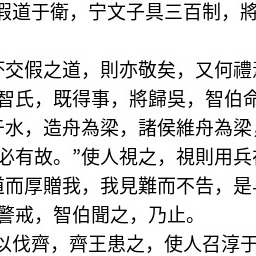 假道于衛，宁文子具三百制，將
不交假之道，則亦敬矣，又何禮焉
智氏，既得事，將歸吳，智伯命
于水，造舟為梁，諸侯維舟為梁，
必有故。”使人視之，視則用兵在
道而厚贈我，我見難而不告，是與
警戒，智伯聞之，乃止。
以伐齊，齊王患之，使人召淳于